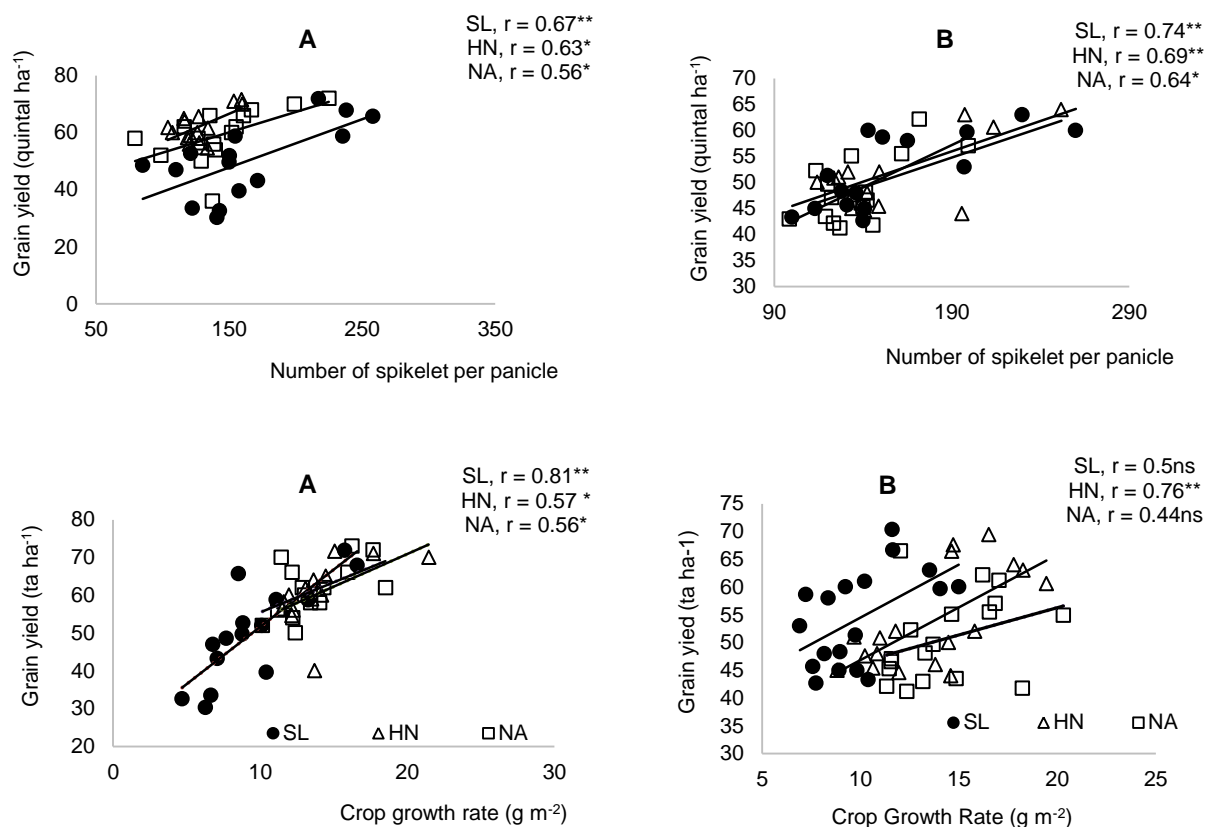 A
SL, r = 0.67**
HN, r = 0.63*
NA, r = 0.56*
Grain yield (quintal ha-1)
80
60
40
20
0
50
150
250
350
Number of spikelet per panicle
B
SL, r = 0.74**
HN, r = 0.69**
NA, r = 0.64*
Grain yield (quintal ha-1)
70
65
60
55
50
45
40
35
30
90
190
290
Number of spikelet per panicle
A
SL, r = 0.81**
HN, r = 0.57 *
NA, r = 0.56*
Grain yield (ta ha-1)
80
70
60
50
40
30
20
SL
HN
NA
0
10
20
30
Crop growth rate (g m-2)
B
SL, r = 0.5ns
HN, r = 0.76**
NA, r = 0.44ns
Grain yied (ta ha-1)
75
70
65
60
55
50
45
40
35
30
SL
HN
NA
5
10
15
20
25
Crop Growth Rate (g m-2)